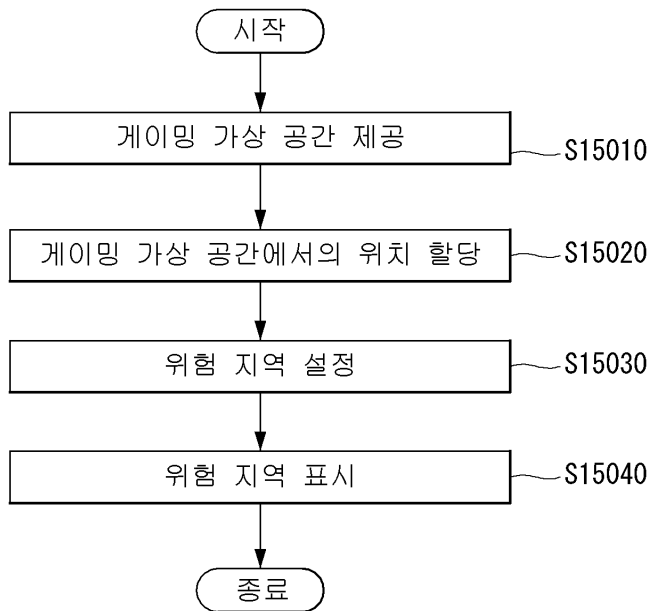 시작
게이밍 가상 공간 제공
S15010
게이밍 가상 공간에서의 위치 할당
S15020
위험 지역 설정
S15030
위험 지역 표시
S15040
종료